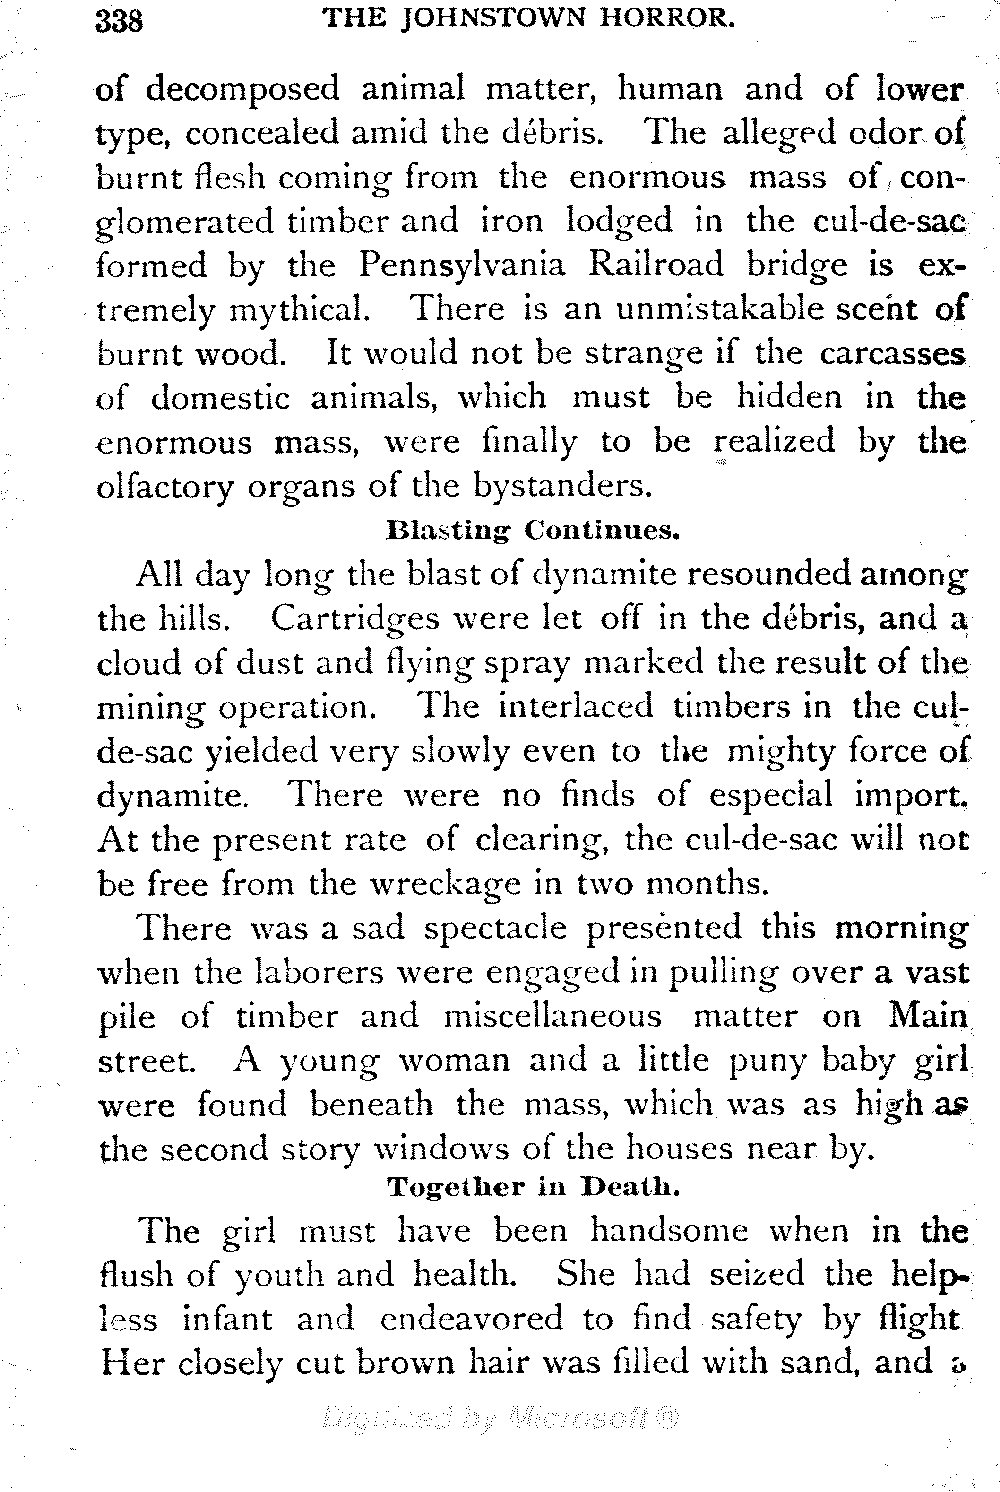 338 THE JOHNSTOWN HORROR.
of decomposed animal matter, human and of lower
type, concealed amid the débris. The alleged odor of
burnt flesh coming from the enormous mass of con-
glomerated timber and iron lodged in the cul-de-sac
formed by the Pennsylvania Railroad bridge is ex-
tremely mythical. There is an unmistakable scent of
burnt wood. It would not be strange if the carcasses
of domestic animals, which must be hidden in the
enormous mass, were finally to be realized by the
olfactory organs of the bystanders.
Blasting Continues.
All day long the blast of dynamite resounded among
the hills. Cartridges were let off in the débris, and a
cloud of dust and flying spray marked the result of the
mining operation. The interlaced timbers in the cul-
de-sac yielded very slowly even to the mighty force of
dynamite. There were no finds of especial import.
At the present rate of clearing, the cul-de-sac will not
be free from the wreckage in two months.
There was a sad spectacle presented this morning
when the laborers were engaged in pulling over a vast
pile of timber and miscellaneous matter on Main
street. A young woman and a little puny baby girl
were found beneath the mass, which was as high as
the second story windows of the houses near by.
Together in Death.
The girl must have been handsome when in the
flush of youth and health. She had seized the help-
less infant and endeavored to find safety by flight
Her closely cut brown hair was filled with sand, and a
Digitized by Microsoft ®